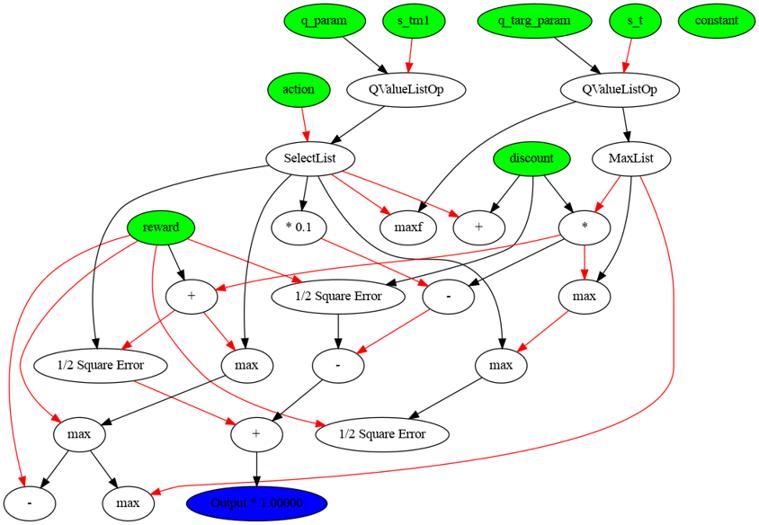 q_param
s_tm1
q_targ_param
s_t
constant
action
QValueListOp
QValueListOp
SelectList
discount
MaxList
reward
* 0.1
maxf
+
*
+
1/2 Square Error
-
max
1/2 Square Error
max
-
max
max
+
1/2 Square Error
-
max
Output * 1.00000